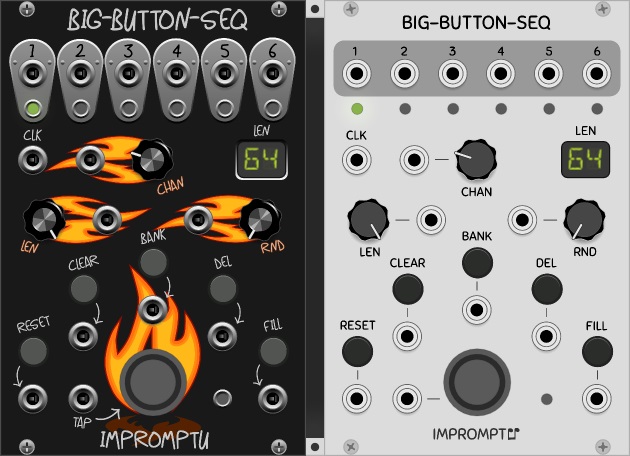 BIG-BUTTON-SEQ
1 2 3 4 5 6
CLK
LEN
64
CHAN
LEN
RND
BANK
CLEAR
DEL
RESET
FILL
TAP
IMPROMPTU
BIG-BUTTON-SEQ
1 2 3 4 5 6
CLK
LEN
64
CHAN
LEN
RND
BANK
CLEAR
DEL
RESET
FILL
IMPROMPTU